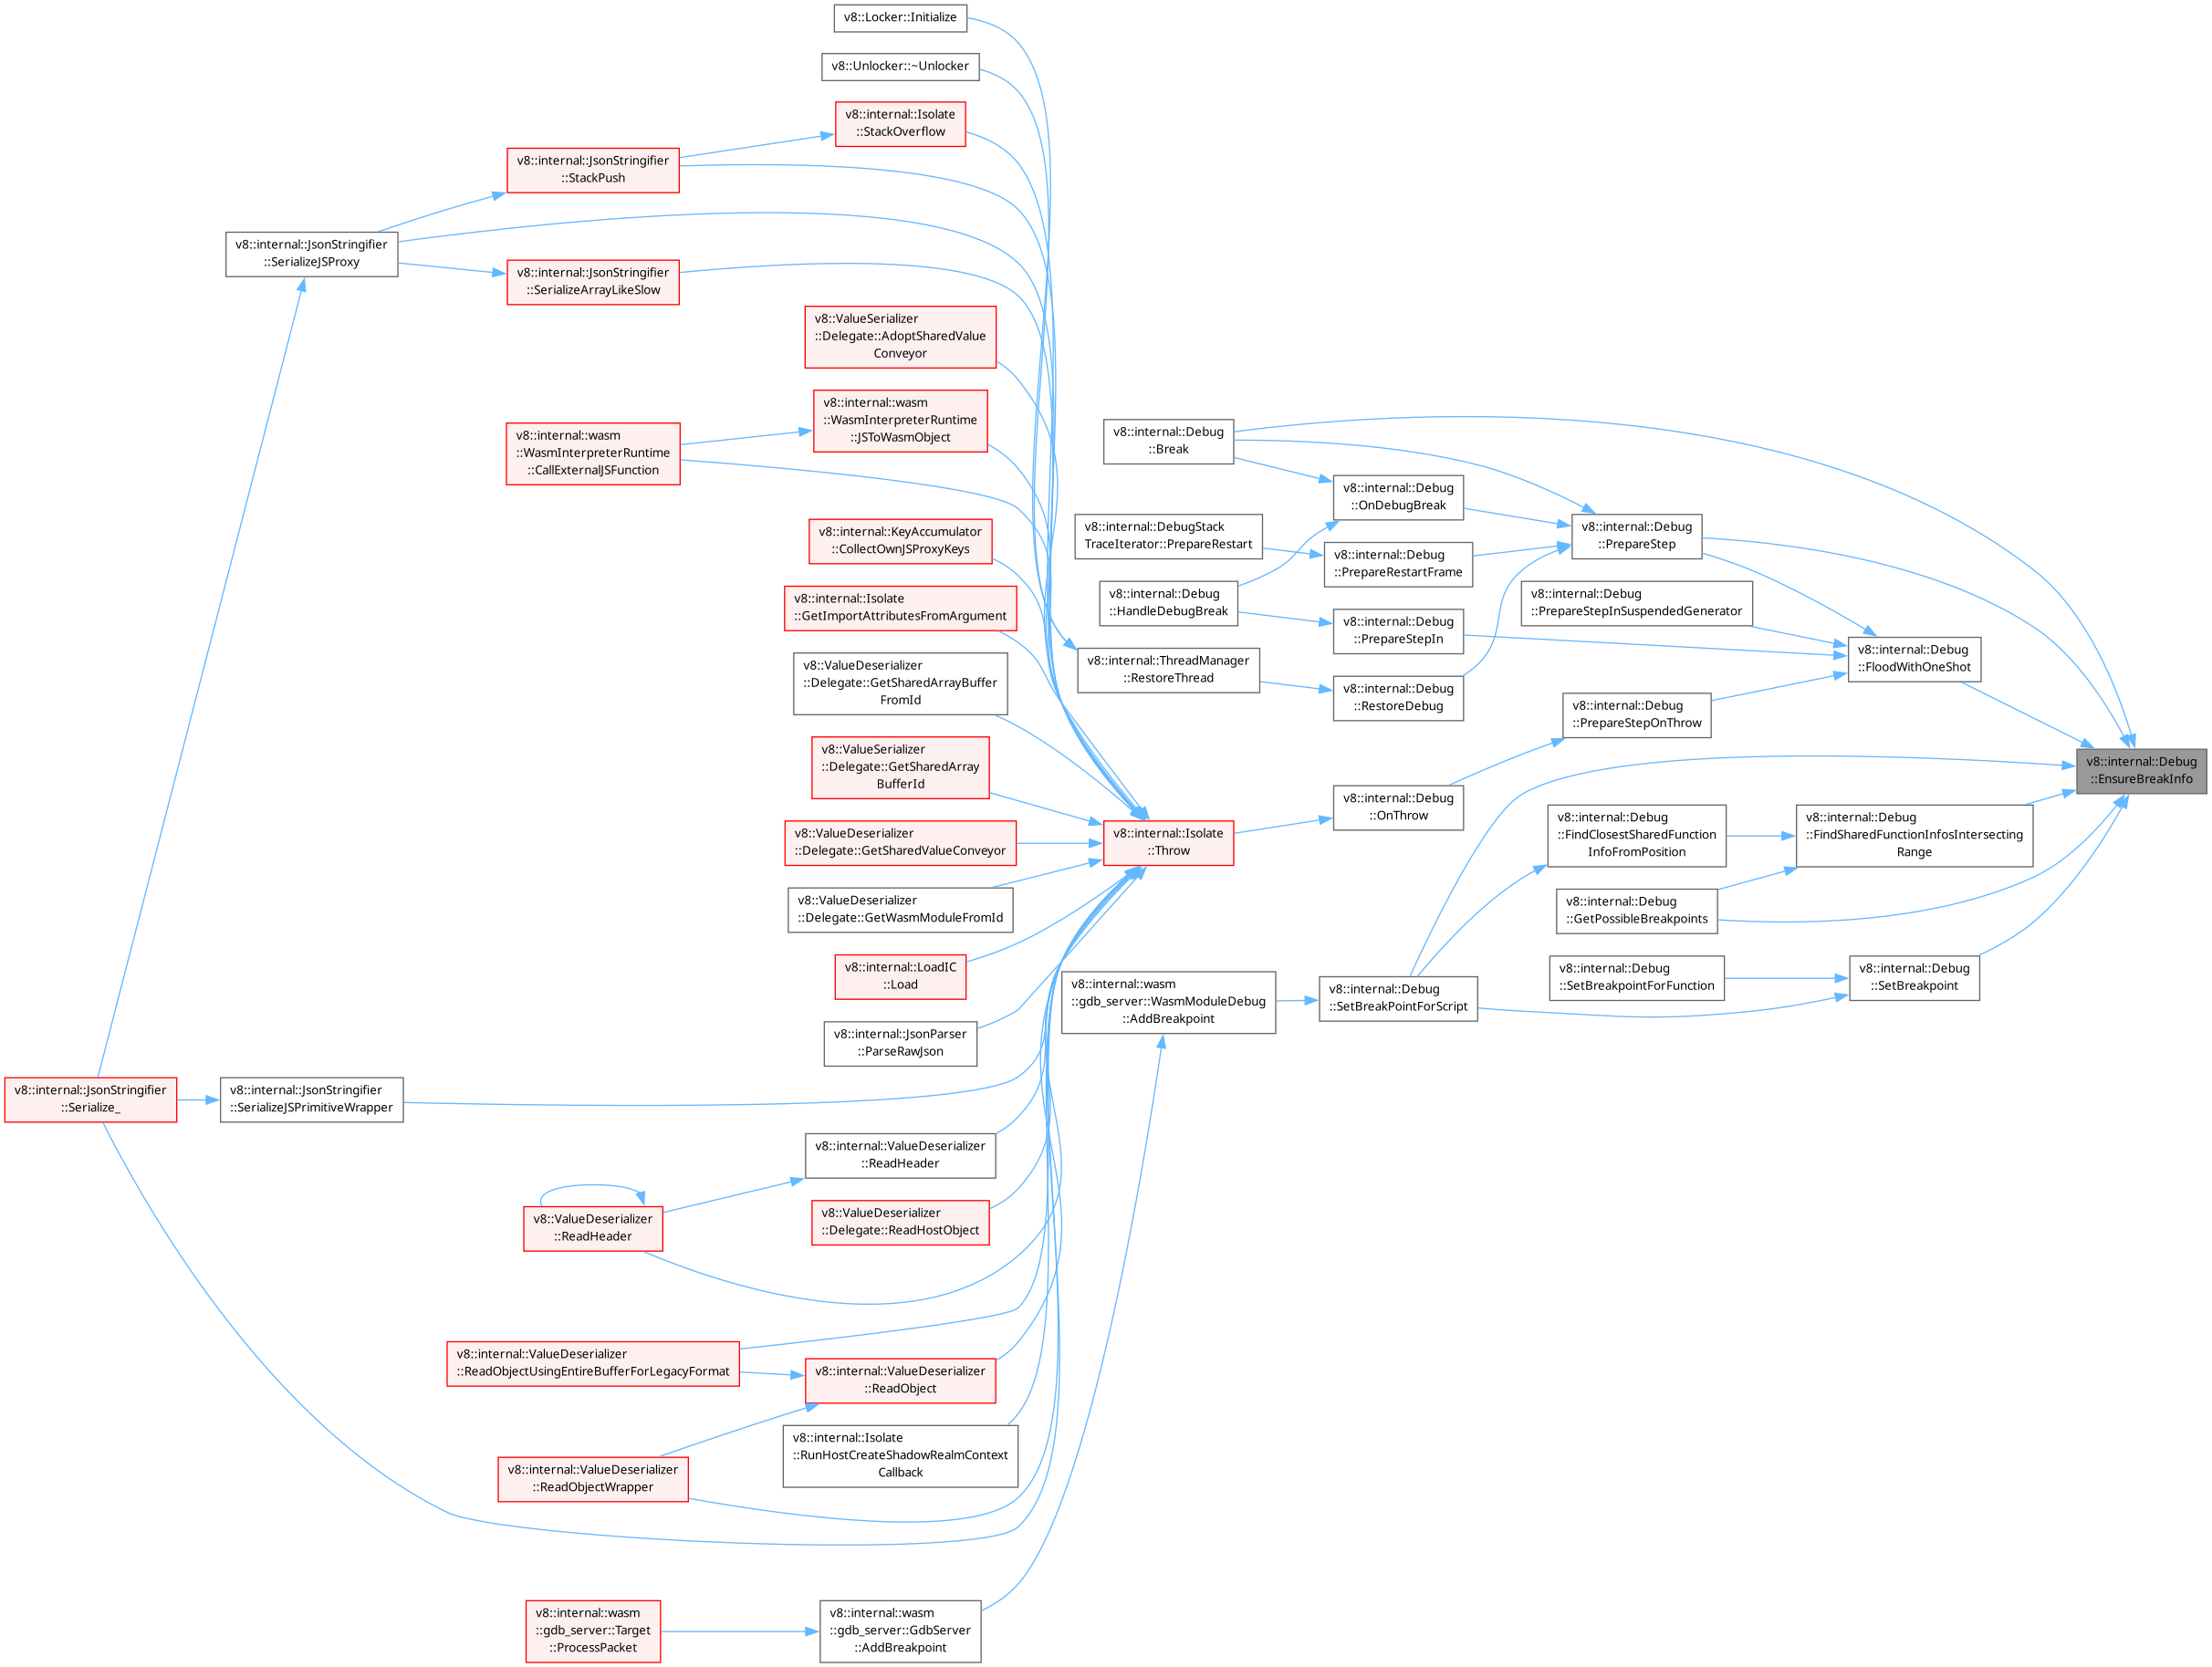 v8::Locker::Initialize
v8::Unlocker::~Unlocker
v8::internal::Isolate
::StackOverflow
v8::internal::JsonStringifier
::StackPush
v8::internal::JsonStringifier
::SerializeJSProxy
v8::internal::JsonStringifier
::SerializeArrayLikeSlow
v8::ValueSerializer
::Delegate::AdoptSharedValue
Conveyor
v8::internal::wasm
::WasmInterpreterRuntime
::JSToWasmObject
v8::internal::wasm
::WasmInterpreterRuntime
::CallExternalJSFunction
v8::internal::Debug
::Break
v8::internal::Debug
::OnDebugBreak
v8::internal::KeyAccumulator
::CollectOwnJSProxyKeys
v8::internal::DebugStack
TraceIterator::PrepareRestart
v8::internal::Debug
::PrepareStep
v8::internal::Debug
::PrepareRestartFrame
v8::internal::Isolate
::GetImportAttributesFromArgument
v8::internal::Debug
::HandleDebugBreak
v8::internal::Debug
::PrepareStepInSuspendedGenerator
v8::internal::Debug
::PrepareStepIn
v8::ValueDeserializer
::Delegate::GetSharedArrayBuffer
FromId
v8::internal::ThreadManager
::RestoreThread
v8::internal::Debug
::FloodWithOneShot
v8::internal::Debug
::RestoreDebug
v8::internal::Debug
::PrepareStepOnThrow
v8::ValueSerializer
::Delegate::GetSharedArray
BufferId
v8::internal::Debug
::EnsureBreakInfo
v8::internal::Debug
::OnThrow
v8::internal::Debug
::FindClosestSharedFunction
InfoFromPosition
v8::internal::Debug
::FindSharedFunctionInfosIntersecting
Range
v8::ValueDeserializer
::Delegate::GetSharedValueConveyor
v8::internal::Isolate
::Throw
v8::ValueDeserializer
::Delegate::GetWasmModuleFromId
v8::internal::Debug
::GetPossibleBreakpoints
v8::internal::LoadIC
::Load
v8::internal::Debug
::SetBreakpointForFunction
v8::internal::Debug
::SetBreakpoint
v8::internal::wasm
::gdb_server::WasmModuleDebug
::AddBreakpoint
v8::internal::Debug
::SetBreakPointForScript
v8::internal::JsonParser
::ParseRawJson
v8::internal::JsonStringifier
::Serialize_
v8::internal::JsonStringifier
::SerializeJSPrimitiveWrapper
v8::internal::ValueDeserializer
::ReadHeader
v8::ValueDeserializer
::ReadHeader
v8::ValueDeserializer
::Delegate::ReadHostObject
v8::internal::ValueDeserializer
::ReadObjectUsingEntireBufferForLegacyFormat
v8::internal::ValueDeserializer
::ReadObject
v8::internal::Isolate
::RunHostCreateShadowRealmContext
Callback
v8::internal::ValueDeserializer
::ReadObjectWrapper
v8::internal::wasm
::gdb_server::Target
::ProcessPacket
v8::internal::wasm
::gdb_server::GdbServer
::AddBreakpoint